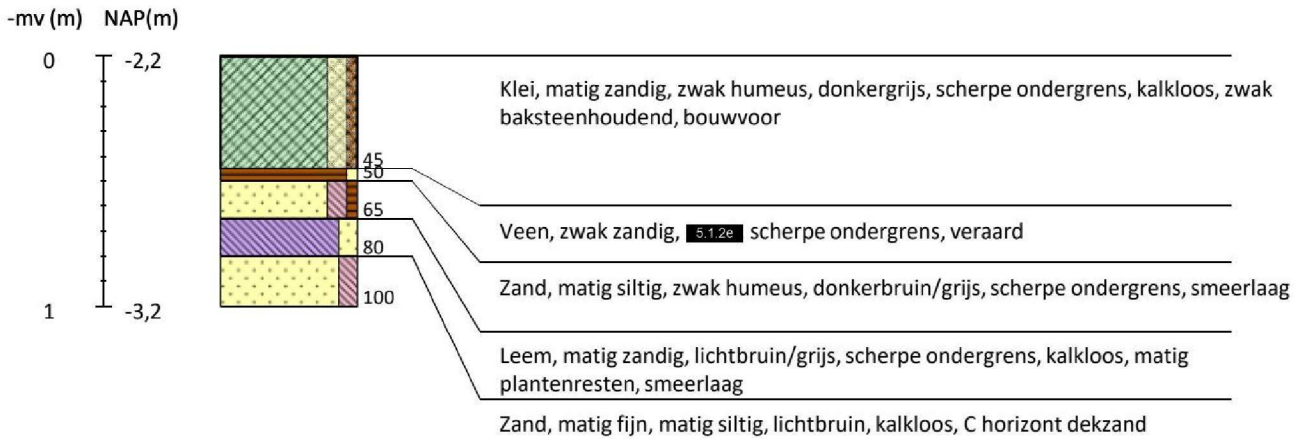 -mv (m) NAP(m)
0 -2,2
Klei, matig zandig, zwak humeus, donkergrijs, scherpe ondergrens, kalkloos, zwak
baksteenhoudend, bouwvoor
45
50
65
Veen, zwak zandig, 5.1.2e scherpe ondergrens, veraard
80
Zand, matig siltig, zwak humeus, donkerbruin/grijs, scherpe ondergrens, smeerlaag
100
1 -3,2
Leem, matig zandig, lichtbruin/grijs, scherpe ondergrens, kalkloos, matig
plantenresten, smeerlaag
Zand, matig fijn, matig siltig, lichtbruin, kalkloos, C horizont dekzand